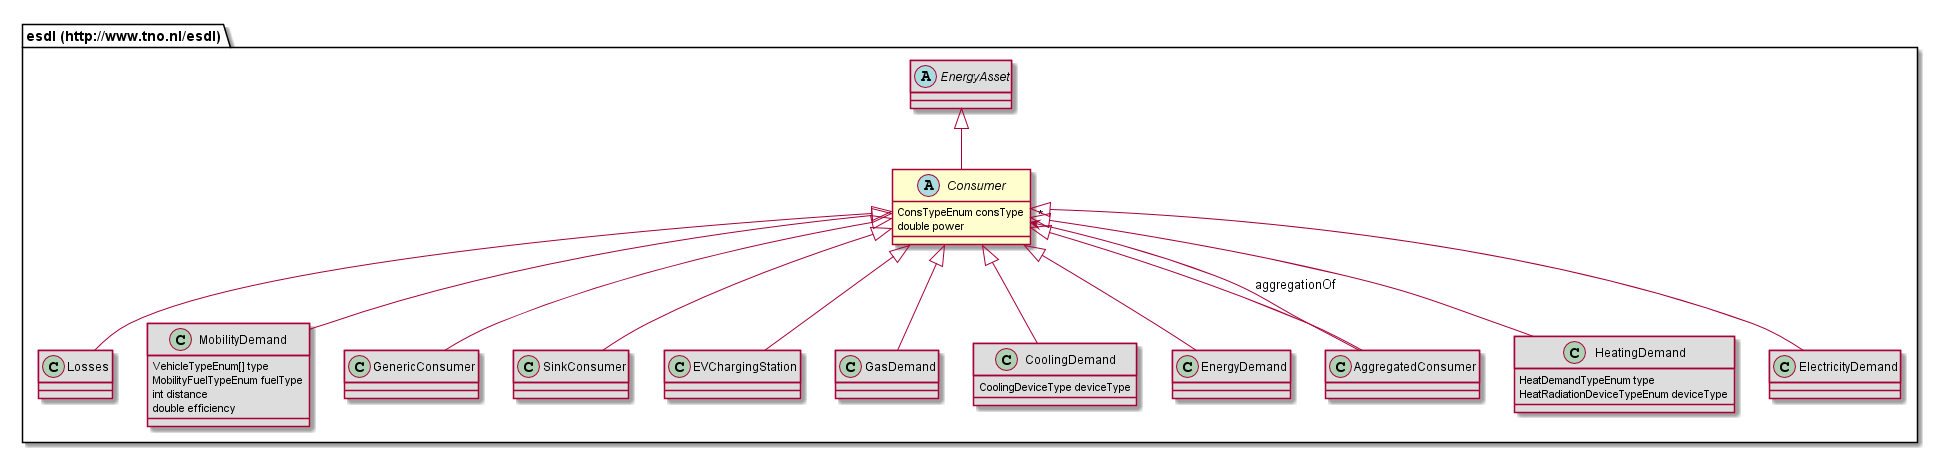 esdl (http://www.tno.nl/esdl)
A EnergyAsset
A Consumer
ConsTypeEnum consType
double power
*
aggregationOf
C Losses
C MobilityDemand
VehicleTypeEnum[] type
MobilityFuelTypeEnum fuelType
int distance
double efficiency
C GenericConsumer
C SinkConsumer
C EVChargingStation
C GasDemand
C CoolingDemand
CoolingDeviceType deviceType
C EnergyDemand
C AggregatedConsumer
C HeatingDemand
HeatDemandTypeEnum type
HeatRadiationDeviceTypeEnum deviceType
C ElectricityDemand